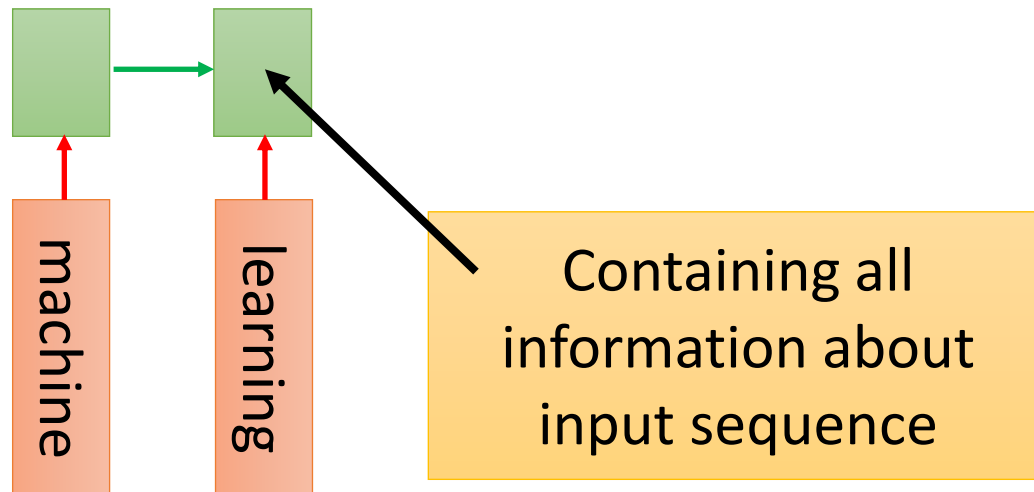 machine
learning
Containing all
information about
input sequence